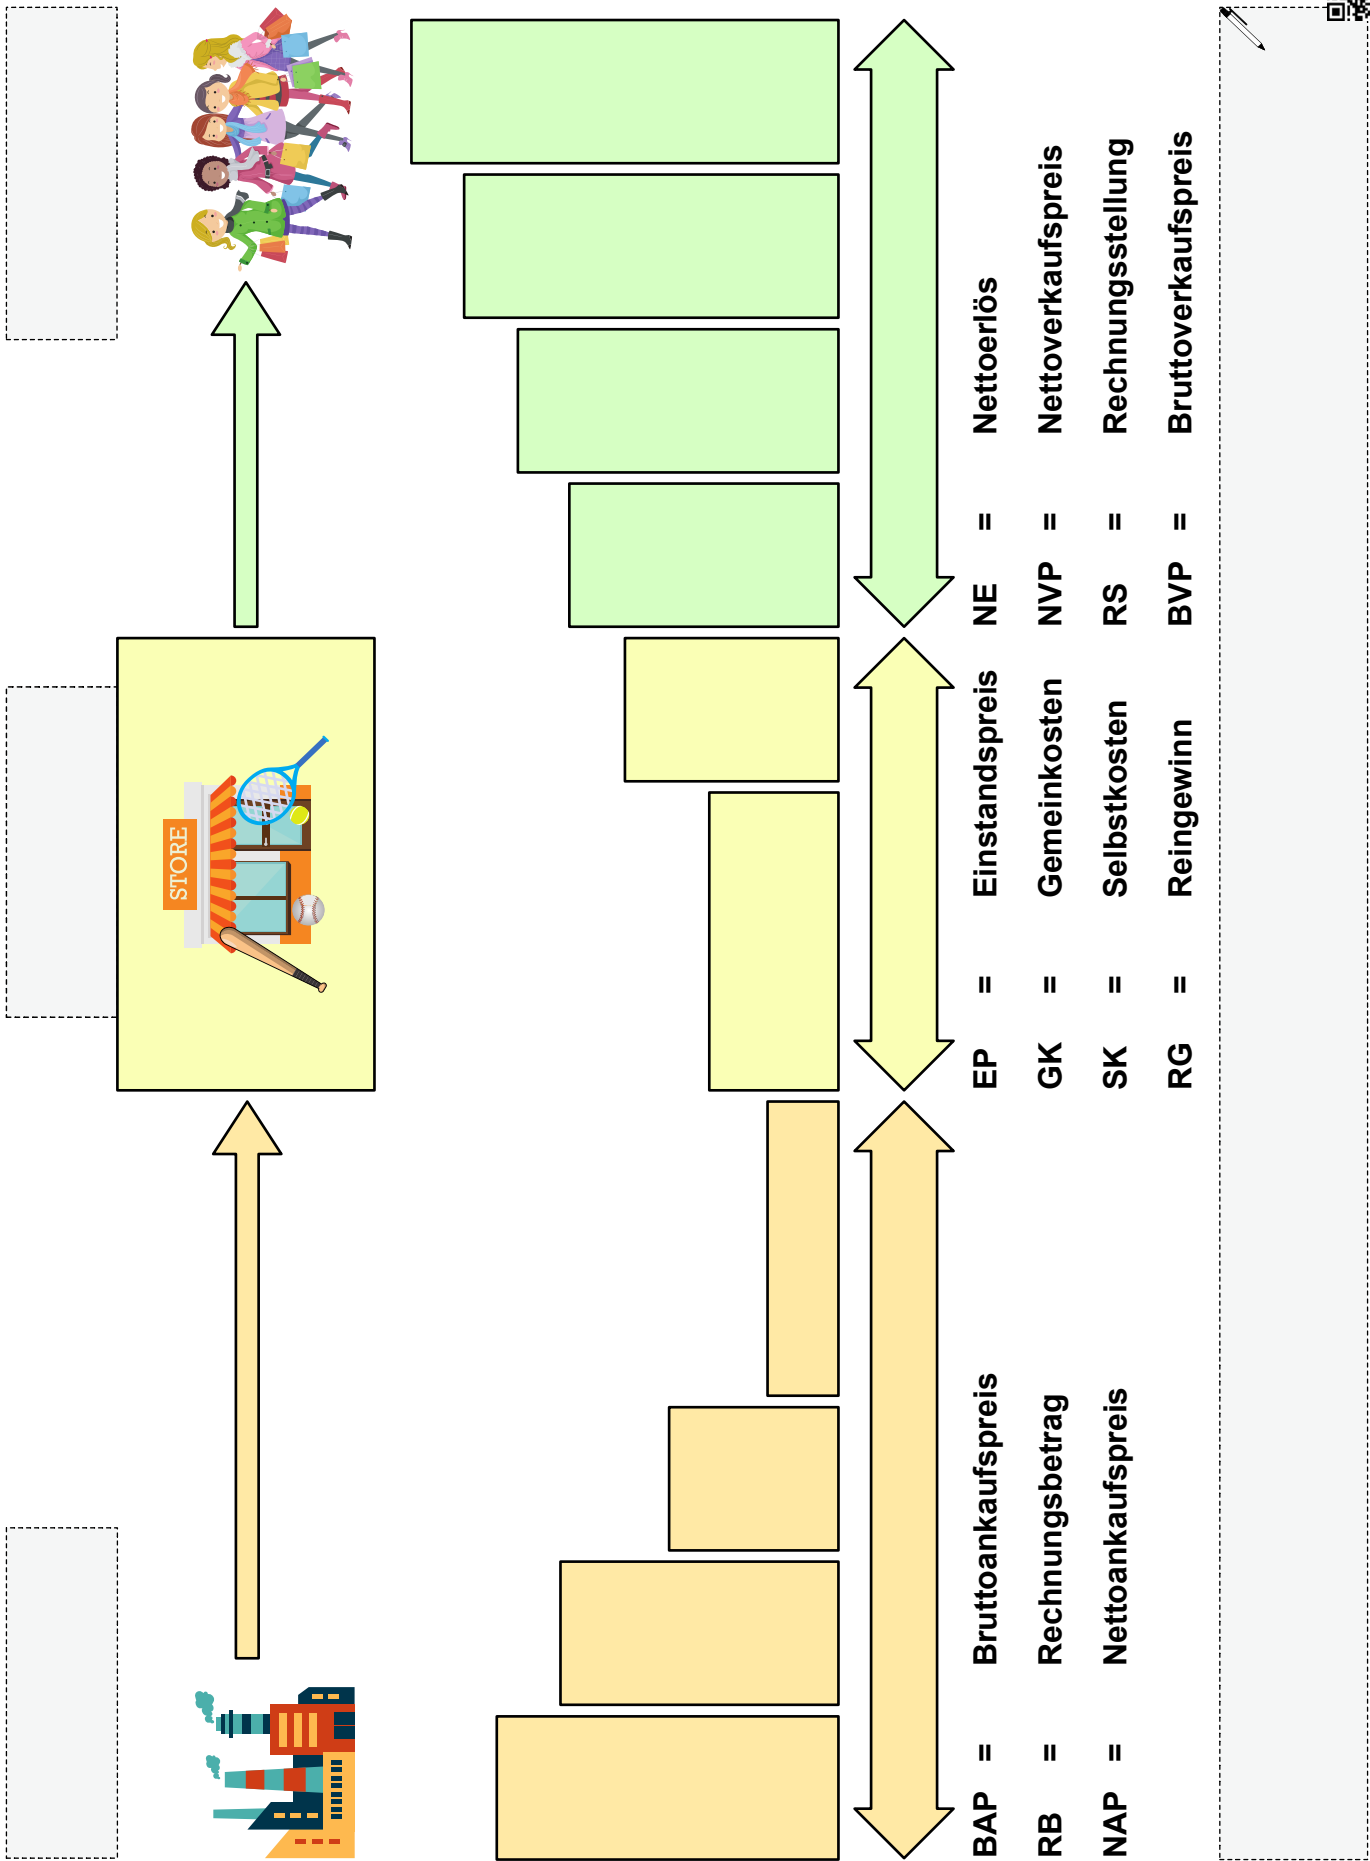 STORE
BAP = Bruttoankaufspreis
RB = Rechnungsbetrag
NAP = Nettoankaufspreis
EP = Einstandspreis
GK = Gemeinkosten
SK = Selbstkosten
RG = Reingewinn
NE = Nettoerlös
NVP = Nettoverkaufspreis
RS = Rechnungsstellung
BVP = Bruttoverkaufspreis